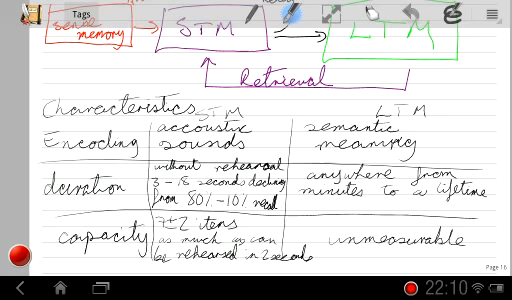 Tags
sense
memory
STM
LTM
Retrieval
Characteristics STM LTM
Encoding accoustic sounds semantic meaning
duration without rehearsal 3-18 seconds from 80% - 10% recall anywhere from minutes to a lifetime
capacity 7±2 items as much as can be rehearsed in 2 seconds unmeasurable
Page 16
22:10